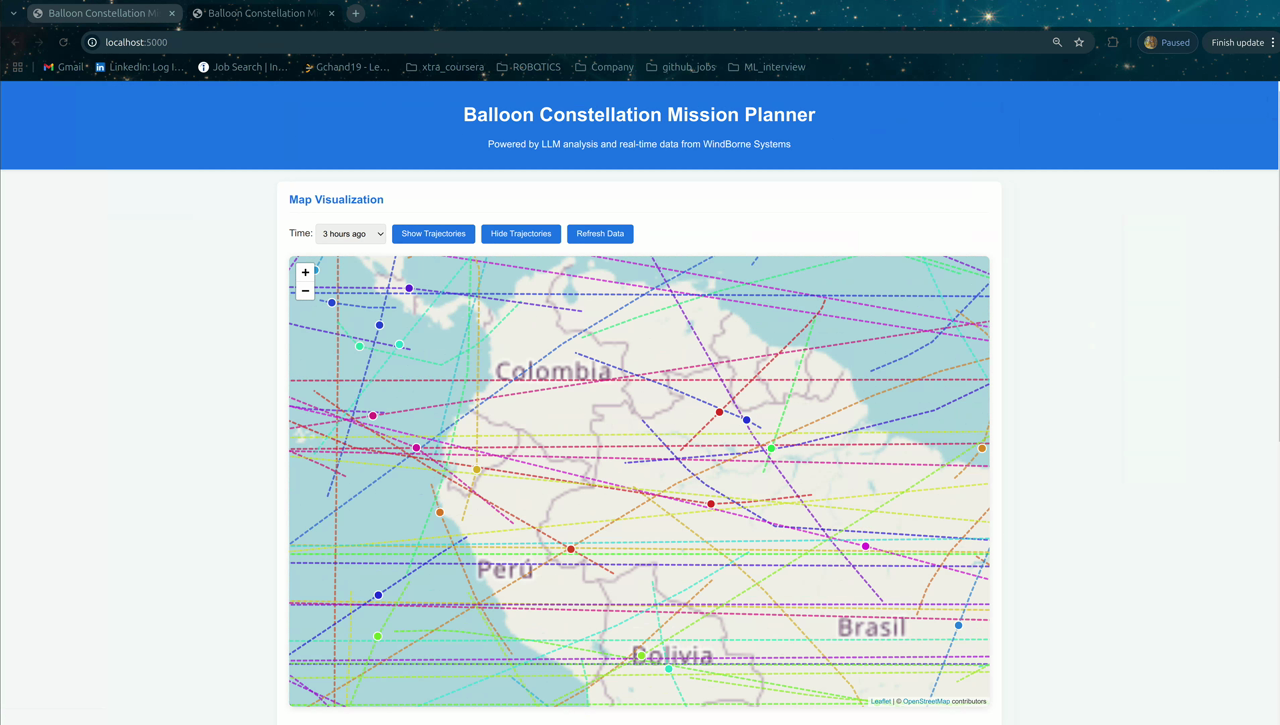 Balloon Constellation Mi
Balloon Constellation M
localhost:5000
Paused
Finish update
Gmail
LinkedIn: Log I...
Job Search | In...
Gchand19 - Le...
xtra_coursera
ROBOTICS
Company
github_jobs
ML_interview
Balloon Constellation Mission Planner
Powered by LLM analysis and real-time data from WindBorne Systems
Map Visualization
Time: 3 hours ago Show Trajectories Hide Trajectories Refresh Data
+
−
Colombia
Perú
Brasil
Bolivia
Leaflet | © OpenStreetMap contributors